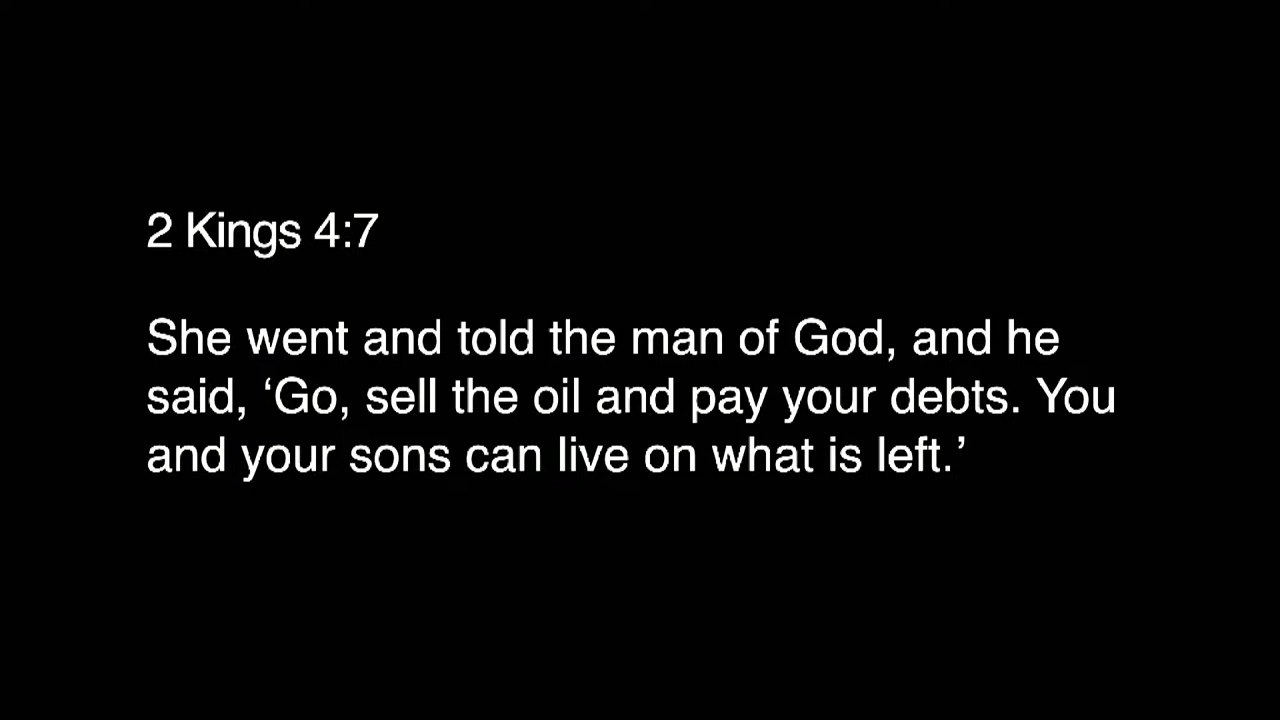 2 Kings 4:7
She went and told the man of God, and he
said, ‘Go, sell the oil and pay your debts. You
and your sons can live on what is left.’